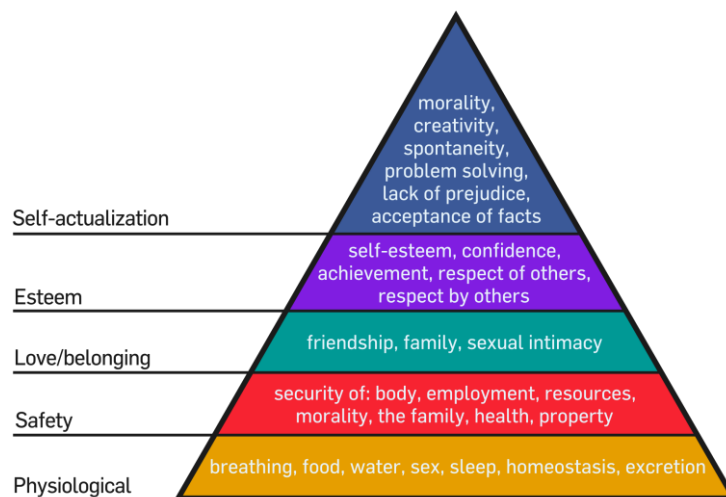 morality,
creativity,
spontaneity,
problem solving,
lack of prejudice,
acceptance of facts
Self-actualization
self-esteem, confidence,
achievement, respect of others,
respect by others
Esteem
friendship, family, sexual intimacy
Love/belonging
security of: body, employment, resources,
morality, the family, health, property
Safety
breathing, food, water, sex, sleep, homeostasis, excretion
Physiological